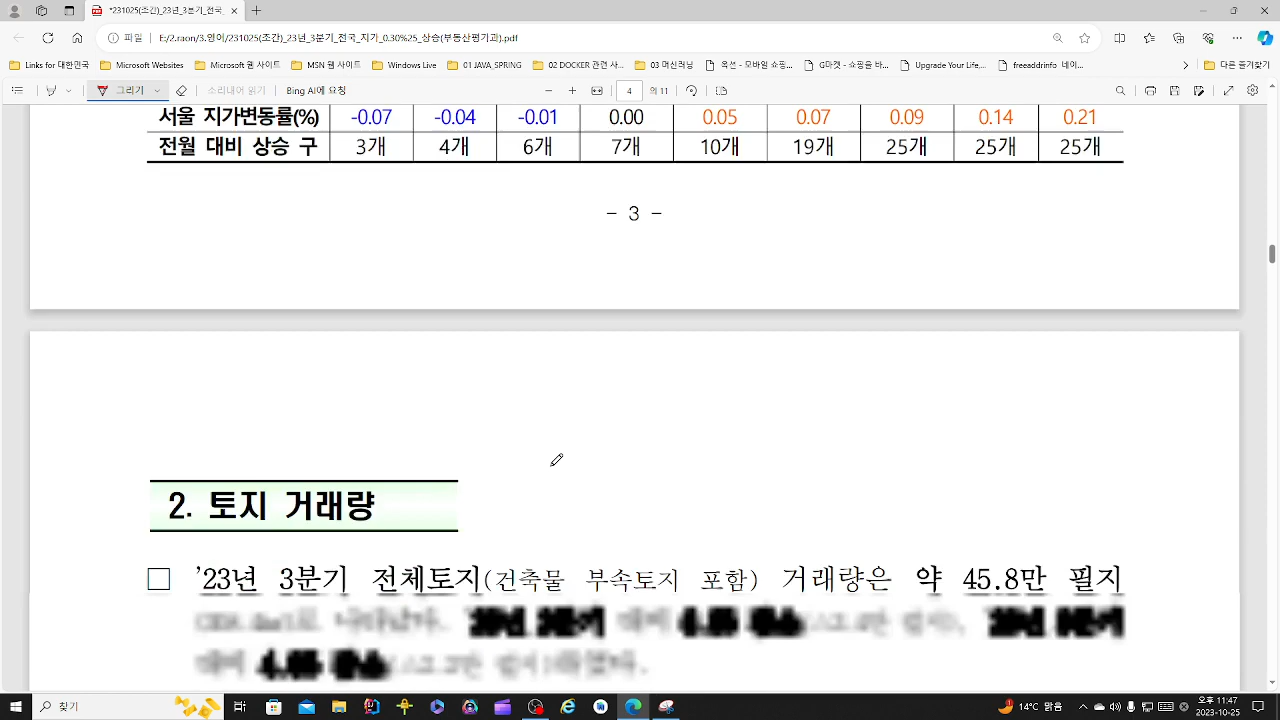 *231025(조간)_23년_3분기_전국_
파일 E:/2.raon/3.영어/231025(조간)_23년_3분기_전국_지가_0.30%25_상승(부동산평기과).pdf
Links for 대한민국 Microsoft Websites Microsoft 웹 사이트 MSN 웹 사이트 Windows Live 01 JAVA_SPRING 02 DOCKER 관련 사... 03 머신러닝 옥션 - 모바일 쇼핑... G마켓 - 쇼핑을 바... Upgrade Your Life... freeaddrinfo 네이... 다른 즐겨찾기
그리기 소리내어 읽기 Bing AI에 요청 4 의 11
서울 지가변동률(%) -0.07 -0.04 -0.01 0.00 0.05 0.07 0.09 0.14 0.21
전월 대비 상승 구 3개 4개 6개 7개 10개 19개 25개 25개 25개
- 3 -
2. 토지 거래량
□ ’23년 3분기 전체토지(건축물 부속토지 포함) 거래량은 약 45.8만 필지
찾기 14℃ 맑음 오후 11:47
2023-10-25